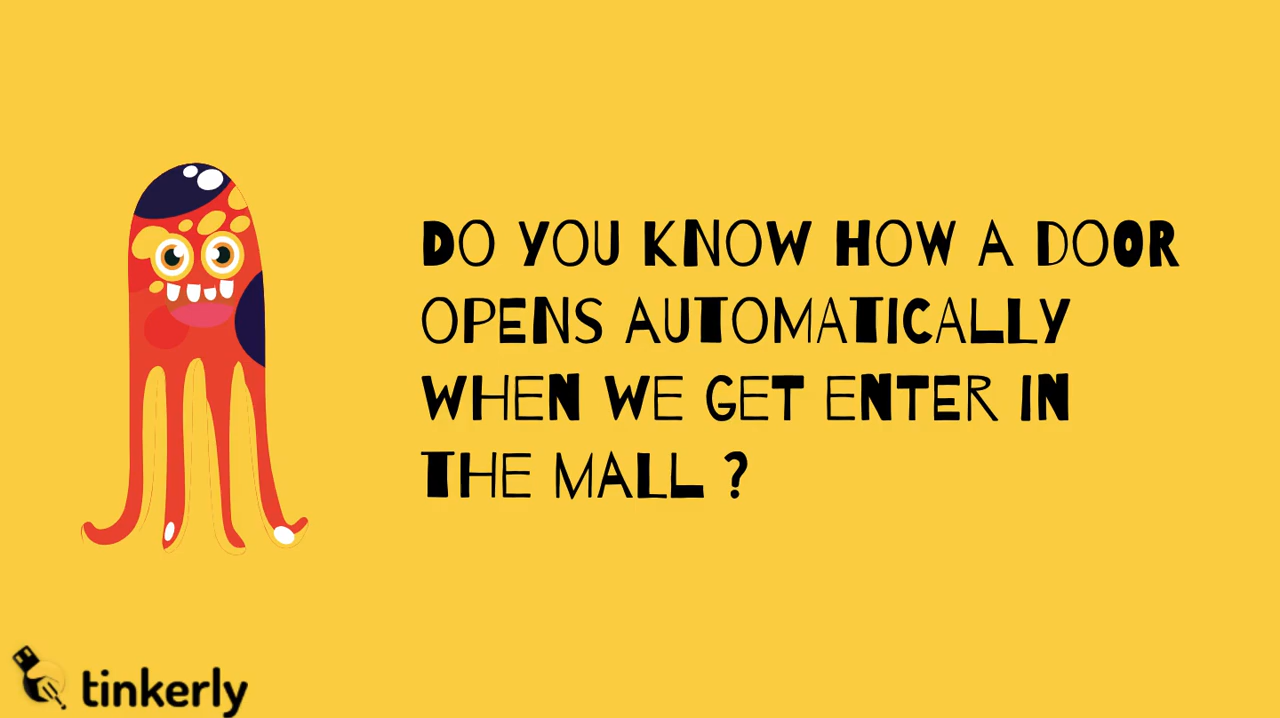 DO YOU KNOW HOW A DOOR
OPENS AUTOMATICALLY
WHEN WE GET ENTER IN
THE MALL ?
tinkerly